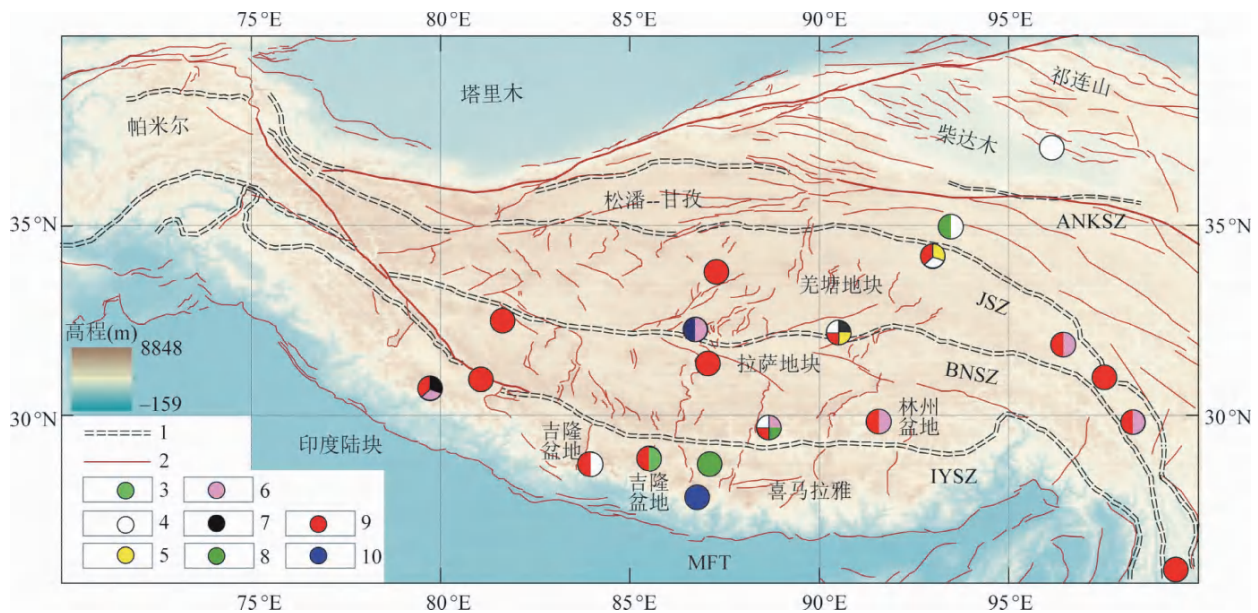 75°E 80°E 85°E 90°E 95°E
塔里木
祁连山
帕米尔
柴达木
松潘--甘孜
35°N
ANKSZ
35°N
羌塘地块
JSZ
高程(m)
8848
拉萨地块
BNSZ
-159
30°N
林州
盆地
30°N
吉隆
盆地
印度陆块
吉隆
盆地
喜马拉雅
IYSZ
MFT
1
2
3 6
4 7 9
5 8 10
75°E 80°E 85°E 90°E 95°E